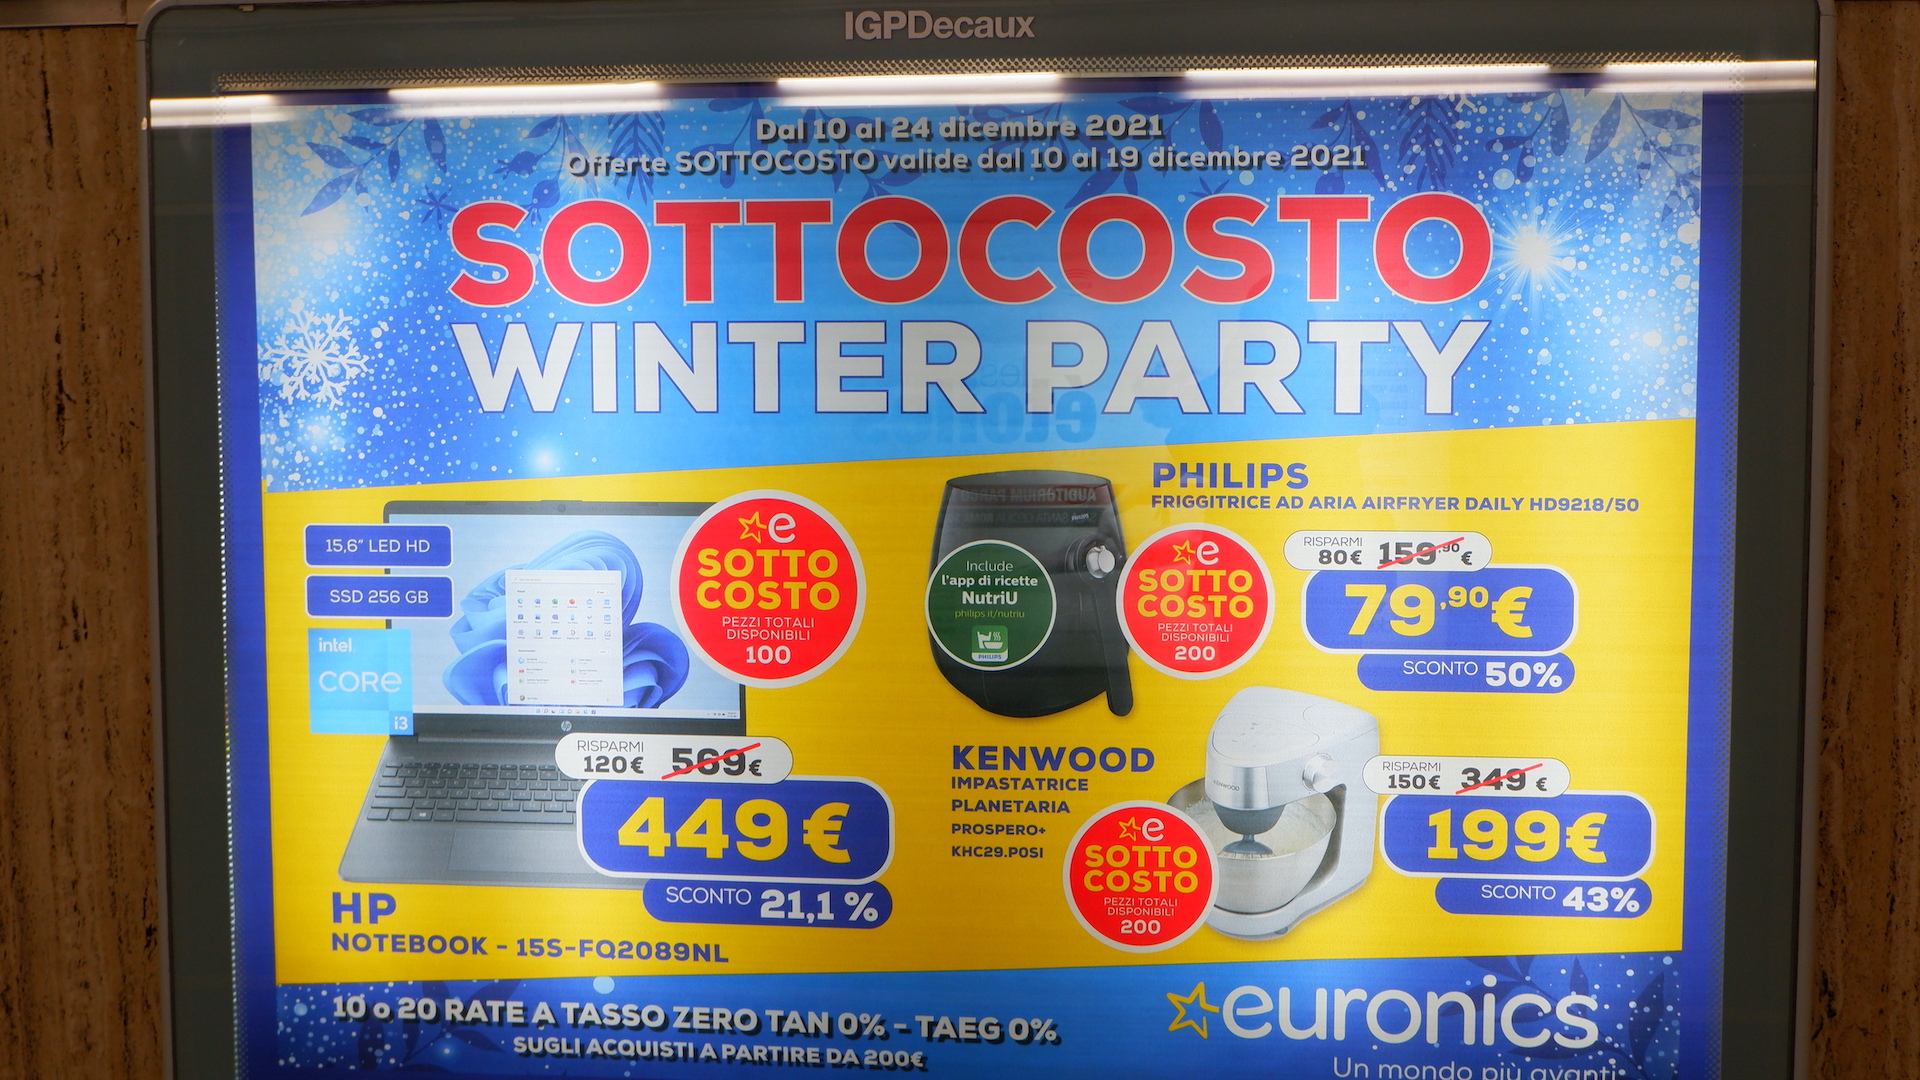 IGPDecaux
Dal 10 al 24 dicembre 2021
Offerte SOTTOCOSTO valide dal 10 al 19 dicembre 2021
SOTTOCOSTO
WINTER PARTY
15,6" LED HD
SSD 256 GB
intel
CORE
i3
hp
e
SOTTO
COSTO
PEZZI TOTALI
DISPONIBILI
100
RISPARMI
120€ 569€
449€
SCONTO 21,1%
HP
NOTEBOOK - 15S-FQ2089NL
PHILIPS
FRIGGITRICE AD ARIA AIRFRYER DAILY HD9218/50
Include
l'app di ricette
NutriU
philips.it/nutriu
PHILIPS
e
SOTTO
COSTO
PEZZI TOTALI
DISPONIBILI
200
RISPARMI
80€ 159,90€
79,90€
SCONTO 50%
KENWOOD
IMPASTATRICE
PLANETARIA
PROSPERO+
KHC29.P0SI
KENWOOD
e
SOTTO
COSTO
PEZZI TOTALI
DISPONIBILI
200
RISPARMI
150€ 349€
199€
SCONTO 43%
10 o 20 RATE A TASSO ZERO TAN 0% - TAEG 0%
SUGLI ACQUISTI A PARTIRE DA 200€
euronics
Un mondo più avanti